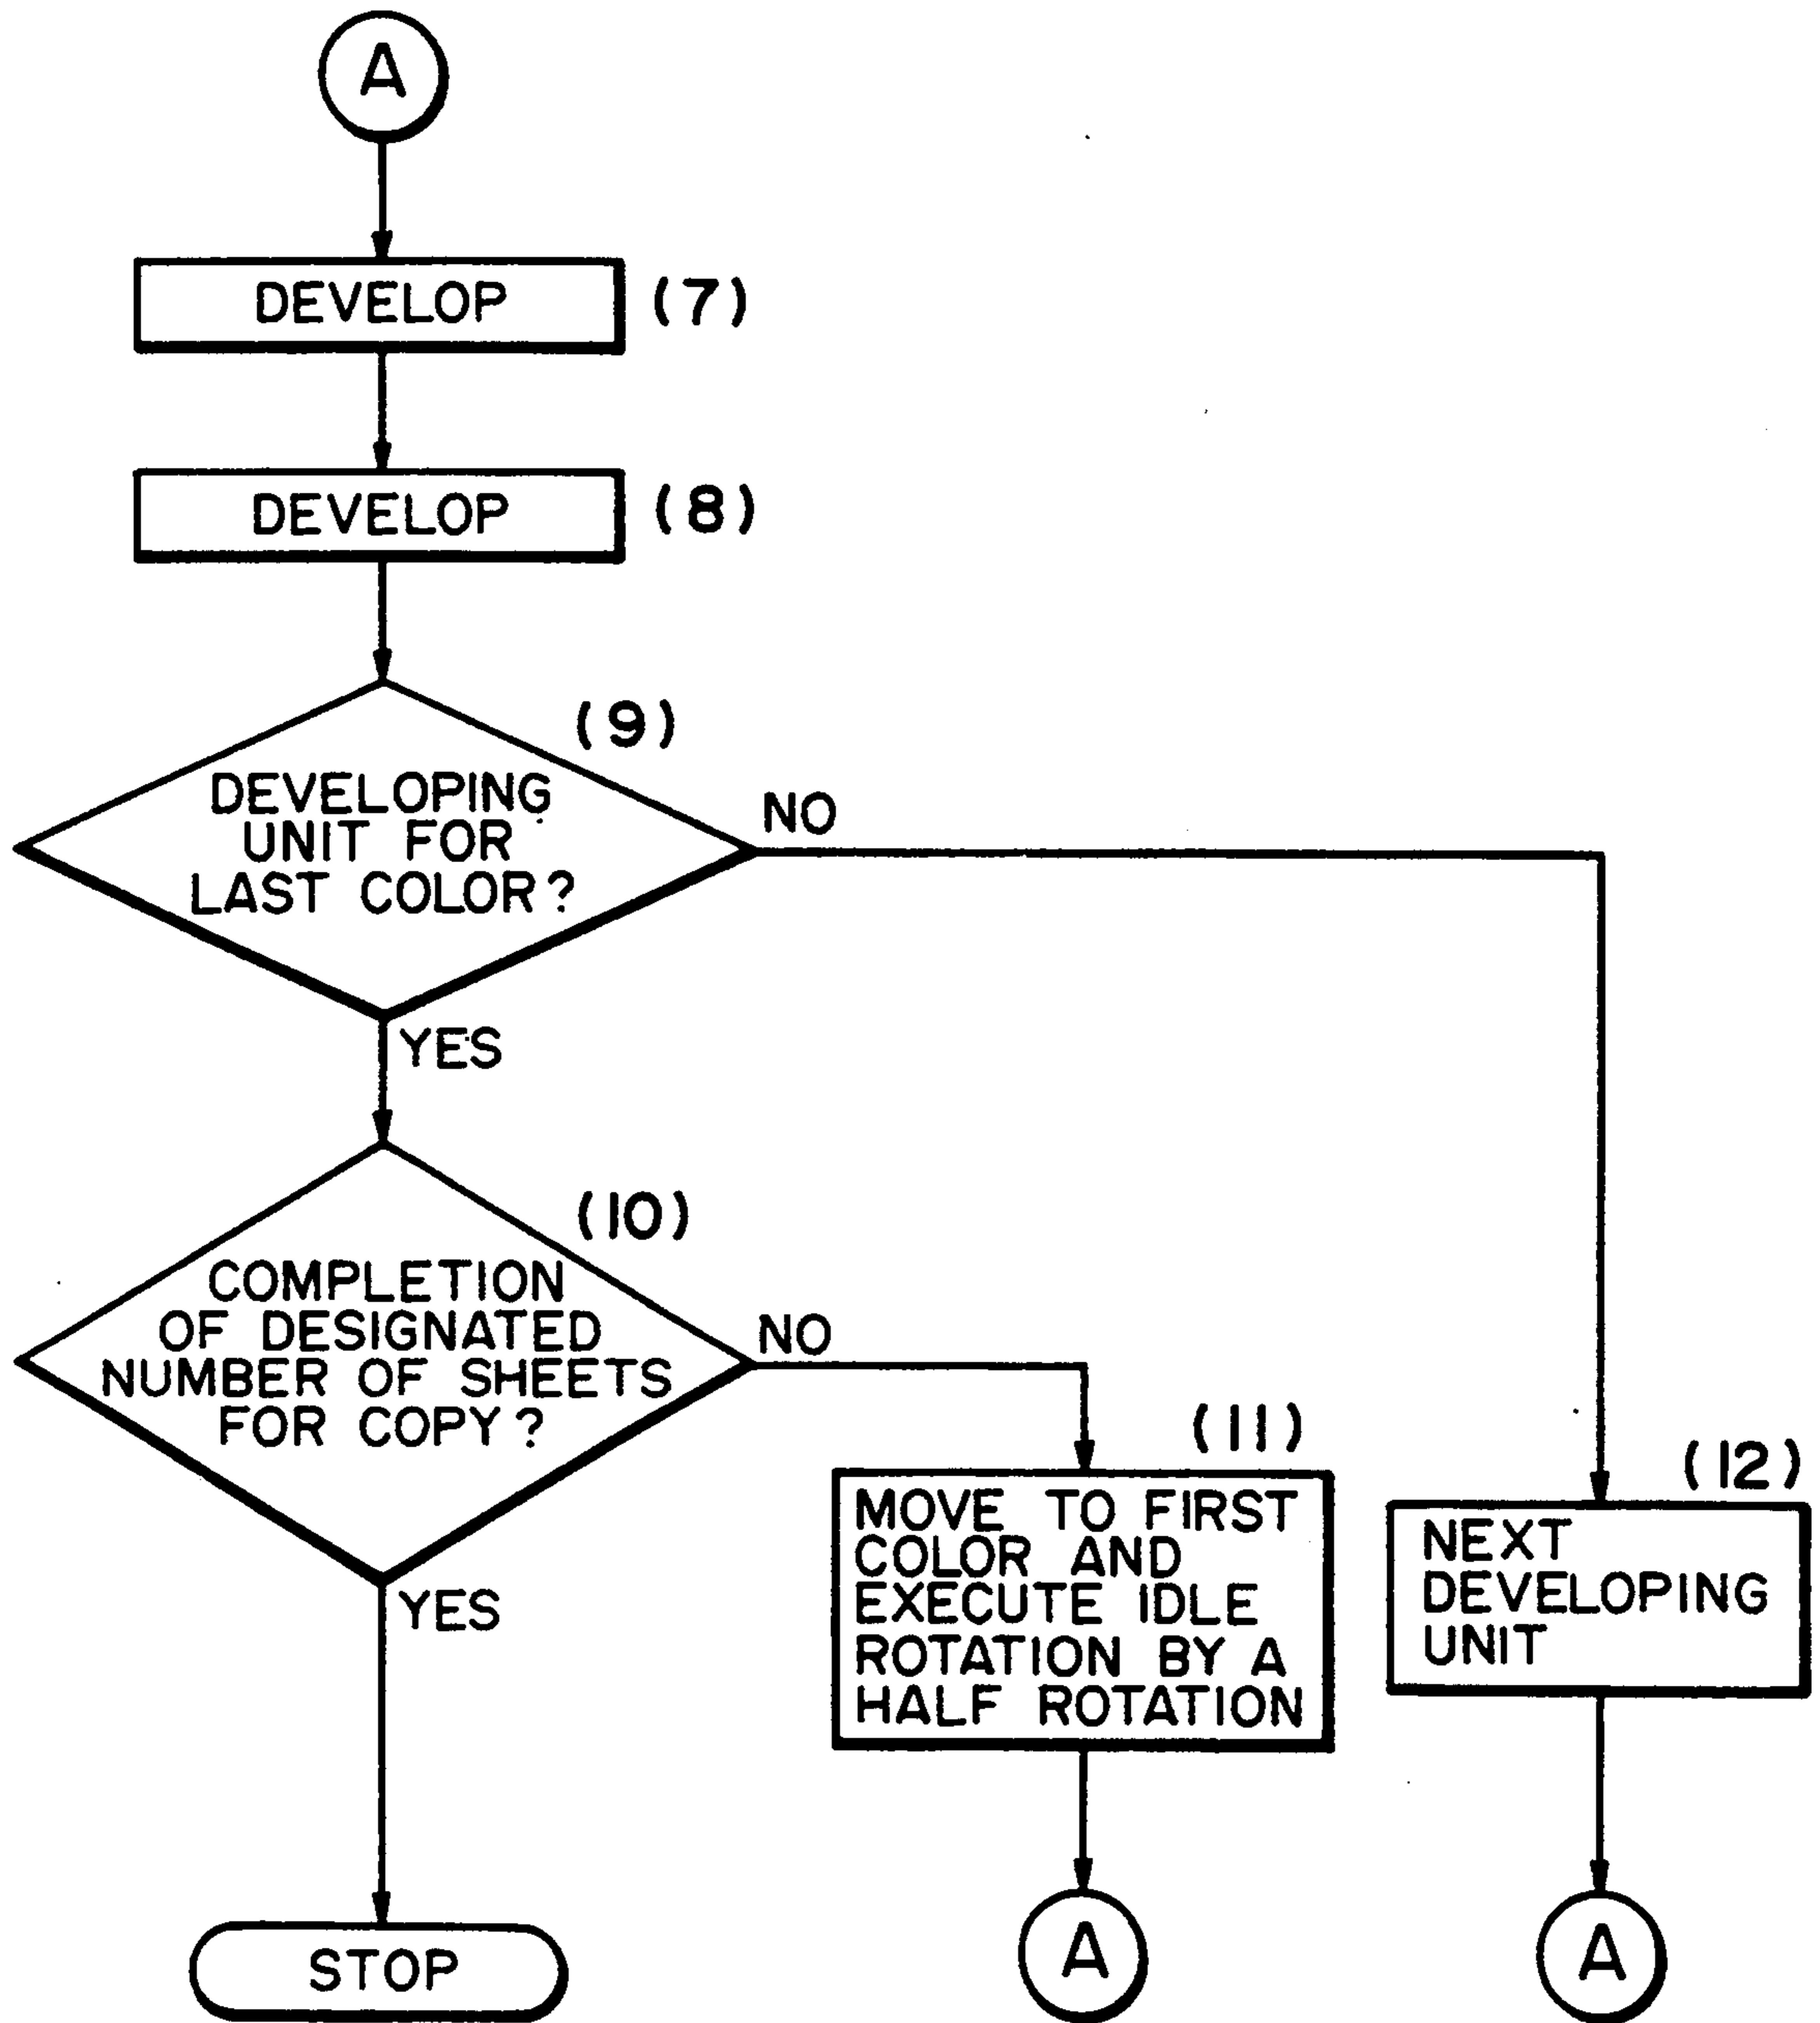 A
DEVELOP
(7)
DEVELOP
(8)
(9)
DEVELOPING
UNIT FOR
LAST COLOR?
NO
YES
(10)
COMPLETION
OF DESIGNATED
NUMBER OF SHEETS
FOR COPY?
NO
YES
(11)
MOVE TO FIRST
COLOR AND
EXECUTE IDLE
ROTATION BY A
HALF ROTATION
(12)
NEXT
DEVELOPING
UNIT
STOP
A
A